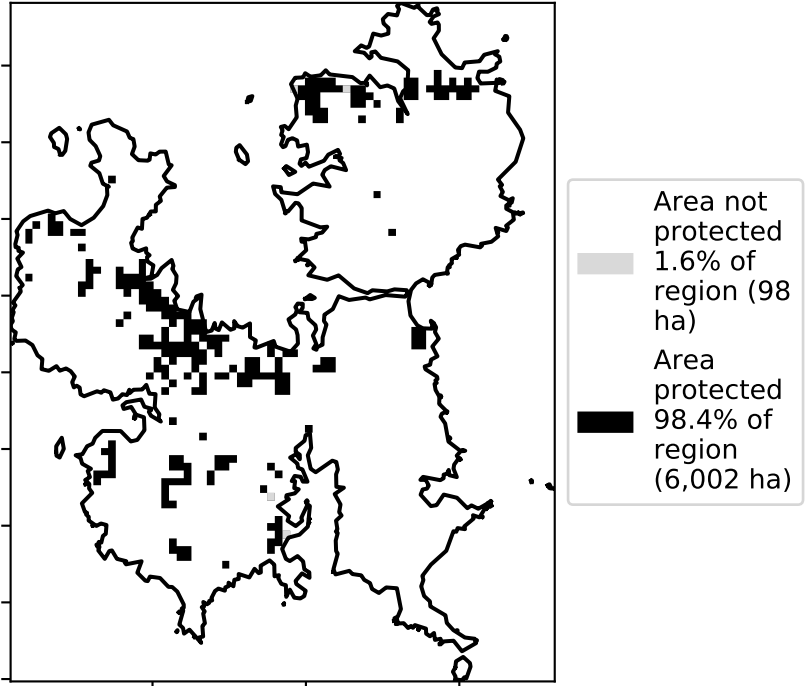 Area not
protected
1.6% of
region (98
ha)
Area
protected
98.4% of
region
(6,002 ha)